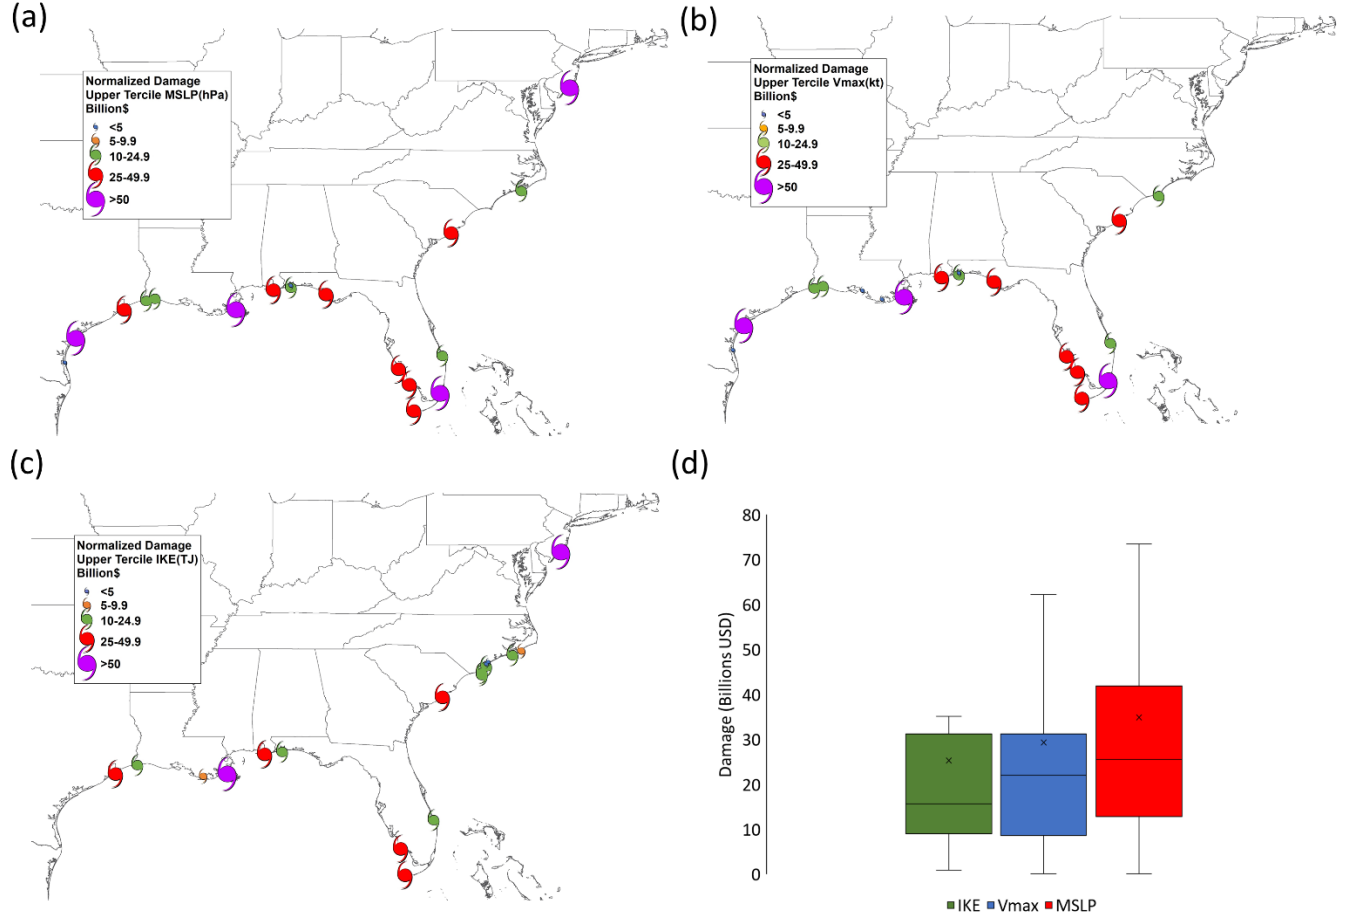 (a)
Normalized Damage
Upper Tercile MSLP(hPa)
Billion$
<5
5-9.9
10-24.9
25-49.9
>50
(b)
Normalized Damage
Upper Tercile Vmax(kt)
Billion$
<5
5-9.9
10-24.9
25-49.9
>50
(c)
Normalized Damage
Upper Tercile IKE(TJ)
Billion$
<5
5-9.9
10-24.9
25-49.9
>50
(d)
Damage (Billions USD)
80
70
60
50
40
30
20
10
0
IKE Vmax MSLP